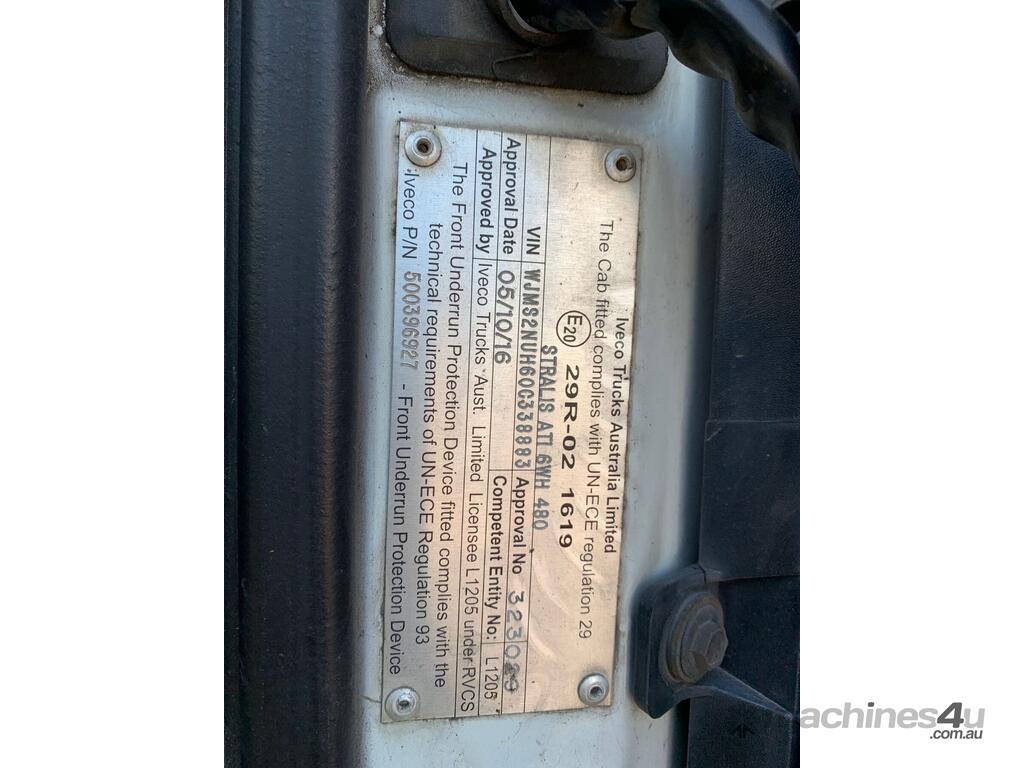 Iveco Trucks Australia Limited
The Cab fitted complies with UN-ECE regulation 29
E20 29R-02 1619
STRALIS ATI 6WH 480
VIN WJMS2NUH60C338883 Approval No 323029
Approval Date 05/10/16 Competent Entity No: L1205
Approved by Iveco Trucks Aust. Limited Licensee L1205 under RVCS
The Front Underrun Protection Device fitted complies with the
technical requirements of UN-ECE Regulation 93
Iveco P/N 500396927 - Front Underrun Protection Device
machines4u
.com.au